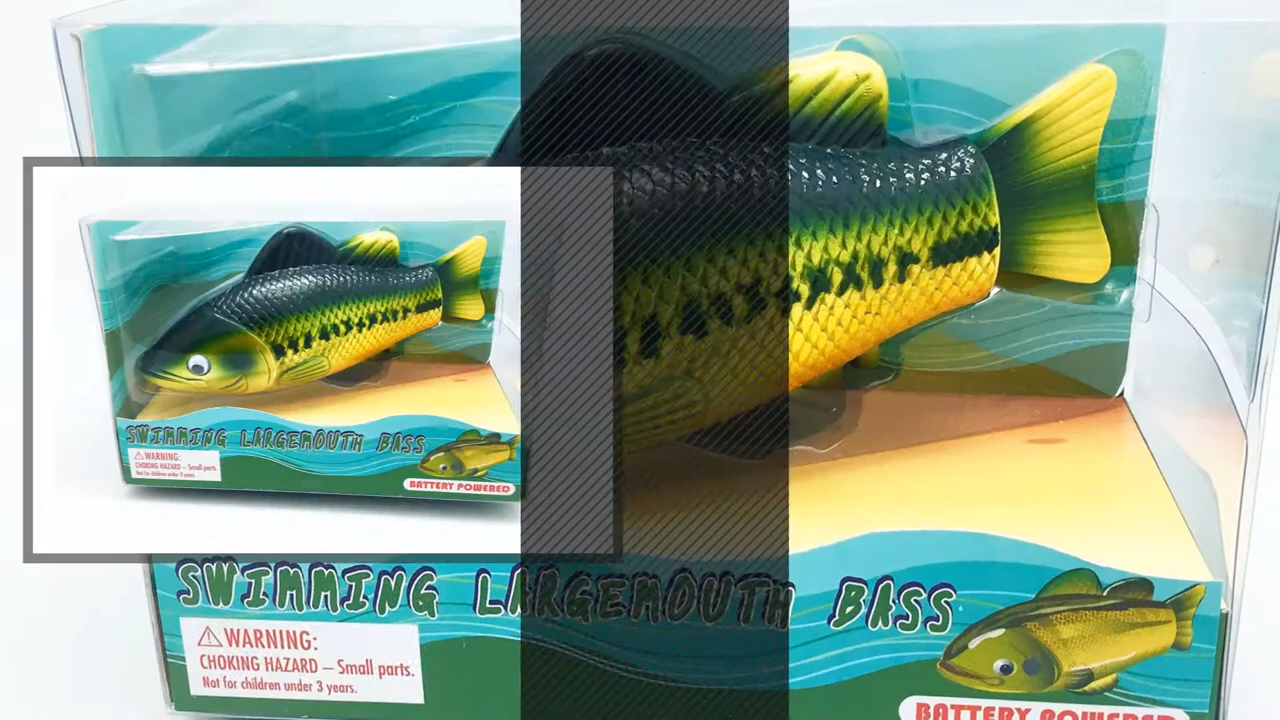 SWIMMING LARGEMOUTH BASS
⚠WARNING:
CHOKING HAZARD – Small parts.
Not for children under 3 years.
BATTERY POWERED
SWIMMING LARGEMOUTH BASS
⚠WARNING:
CHOKING HAZARD – Small parts.
Not for children under 3 years.
BATTERY POWERED